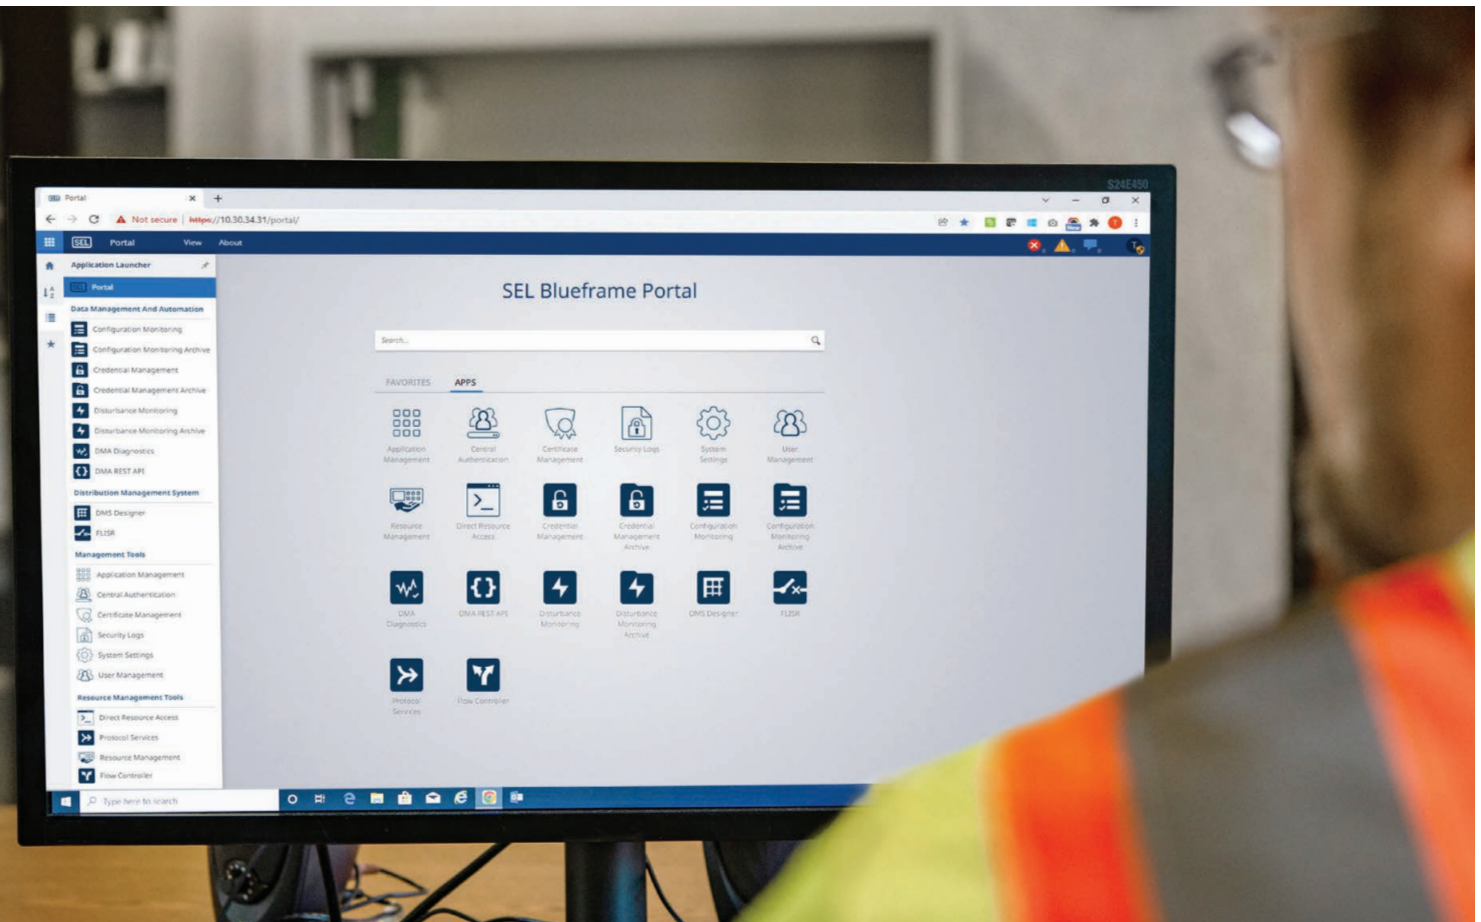 S24E450
Portal
Not secure | https://10.30.34.31/portal/
SEL Portal View About
Application Launcher
SEL Portal
Data Management And Automation
Configuration Monitoring
Configuration Monitoring Archive
Credential Management
Credential Management Archive
Disturbance Monitoring
Disturbance Monitoring Archive
DMA Diagnostics
DMA REST API
Distribution Management System
DMS Designer
FLISR
Management Tools
Application Management
Central Authentication
Certificate Management
Security Logs
System Settings
User Management
Resource Management Tools
Direct Resource Access
Protocol Services
Resource Management
Flow Controller
SEL Blueframe Portal
Search...
FAVORITES APPS
Application
Management
Central
Authentication
Certificate
Management
Security Logs
System
Settings
User
Management
Resource
Management
Direct Resource
Access
Credential
Management
Credential
Management
Archive
Configuration
Monitoring
Configuration
Monitoring
Archive
DMA
Diagnostics
DMA REST API
Disturbance
Monitoring
Disturbance
Monitoring
Archive
DMS Designer
FLISR
Protocol
Services
Flow Controller
Type here to search